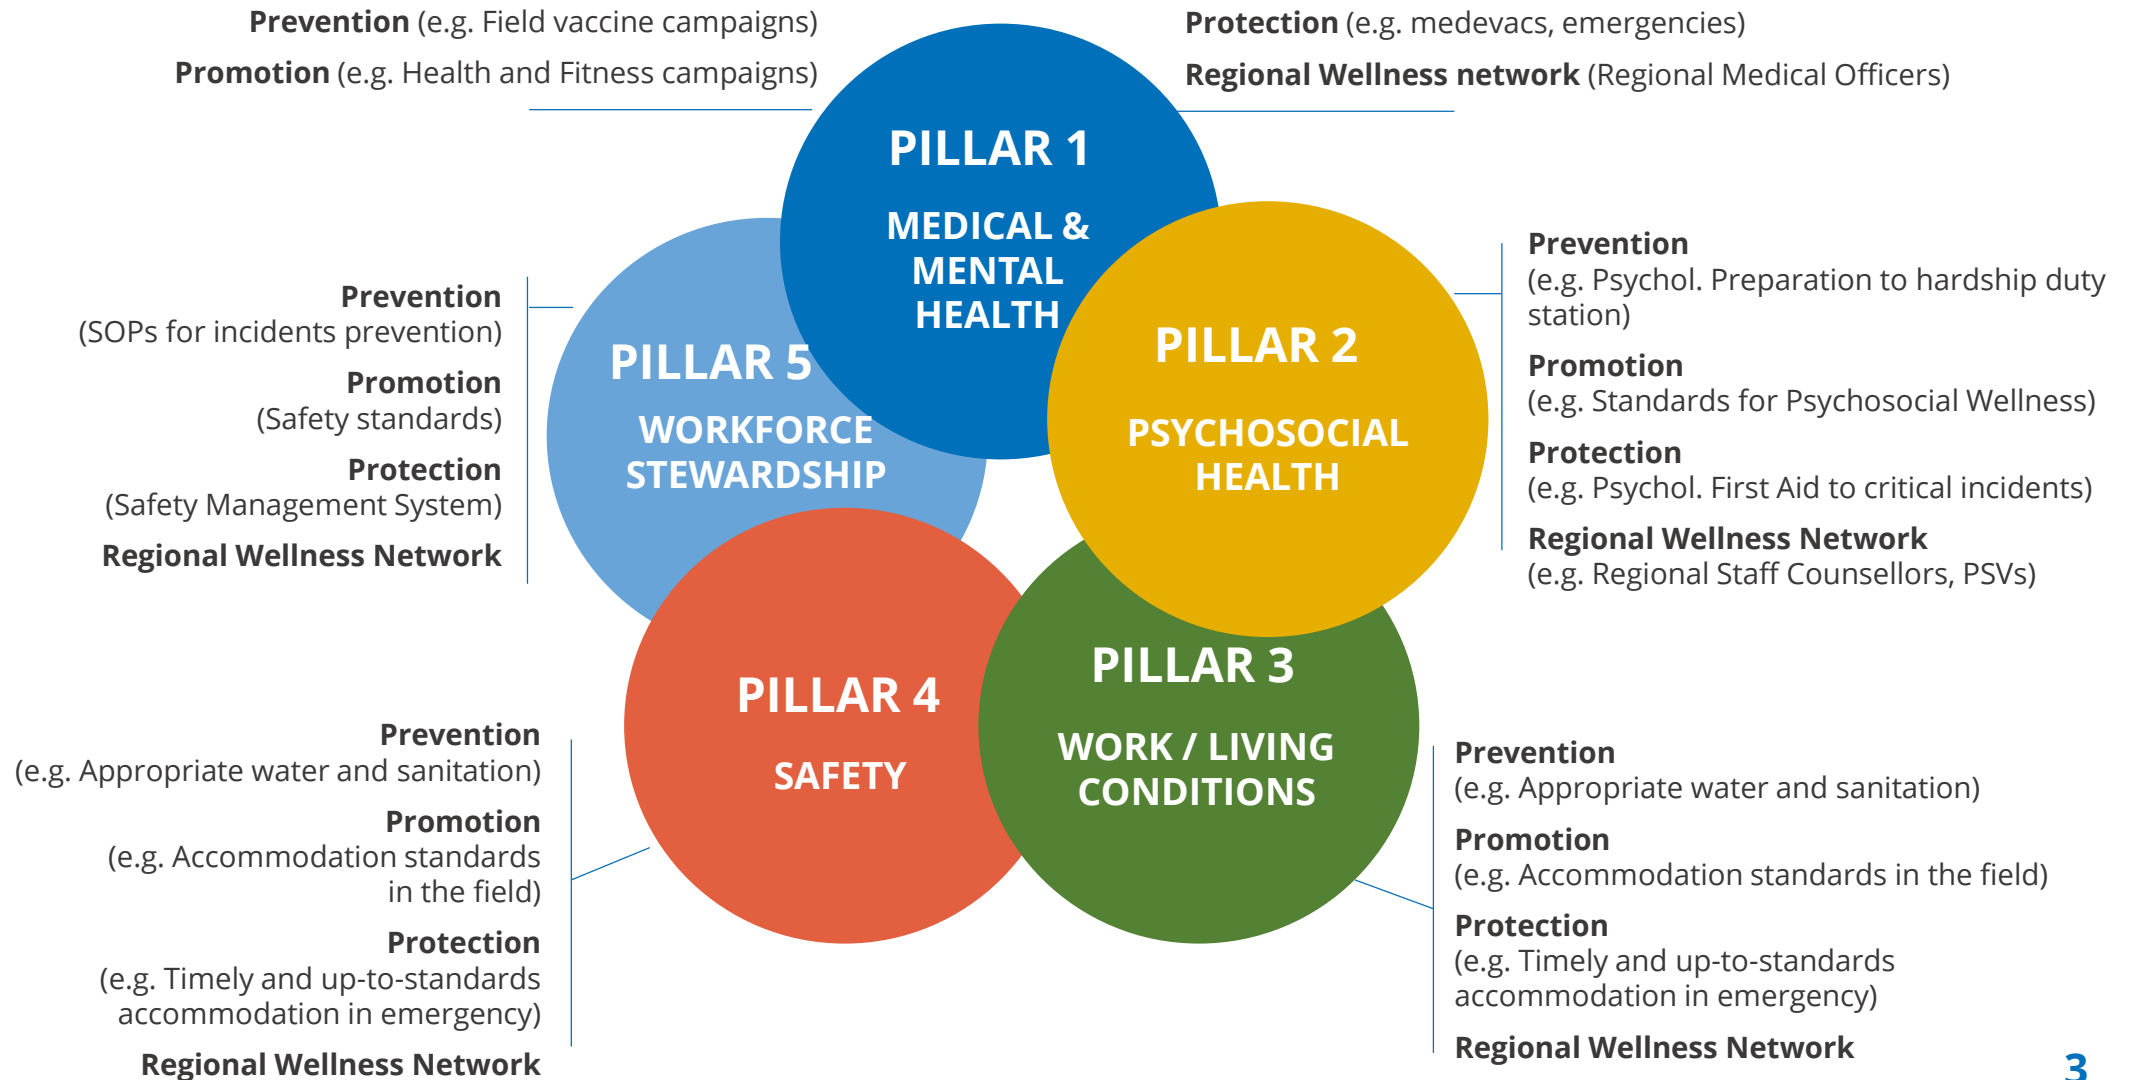 Prevention (e.g. Field vaccine campaigns)
Promotion (e.g. Health and Fitness campaigns)
Protection (e.g. medevacs, emergencies)
Regional Wellness network (Regional Medical Officers)
PILLAR 1
MEDICAL &
MENTAL
HEALTH
PILLAR 2
PSYCHOSOCIAL
HEALTH
Prevention
(e.g. Psychol. Preparation to hardship duty
station)
Promotion
(e.g. Standards for Psychosocial Wellness)
Protection
(e.g. Psychol. First Aid to critical incidents)
Regional Wellness Network
(e.g. Regional Staff Counsellors, PSVs)
Prevention
(SOPs for incidents prevention)
Promotion
(Safety standards)
Protection
(Safety Management System)
Regional Wellness Network
PILLAR 5
WORKFORCE
STEWARDSHIP
PILLAR 4
SAFETY
Prevention
(e.g. Appropriate water and sanitation)
Promotion
(e.g. Accommodation standards
in the field)
Protection
(e.g. Timely and up-to-standards
accommodation in emergency)
Regional Wellness Network
PILLAR 3
WORK / LIVING
CONDITIONS
Prevention
(e.g. Appropriate water and sanitation)
Promotion
(e.g. Accommodation standards in the field)
Protection
(e.g. Timely and up-to-standards
accommodation in emergency)
Regional Wellness Network
3